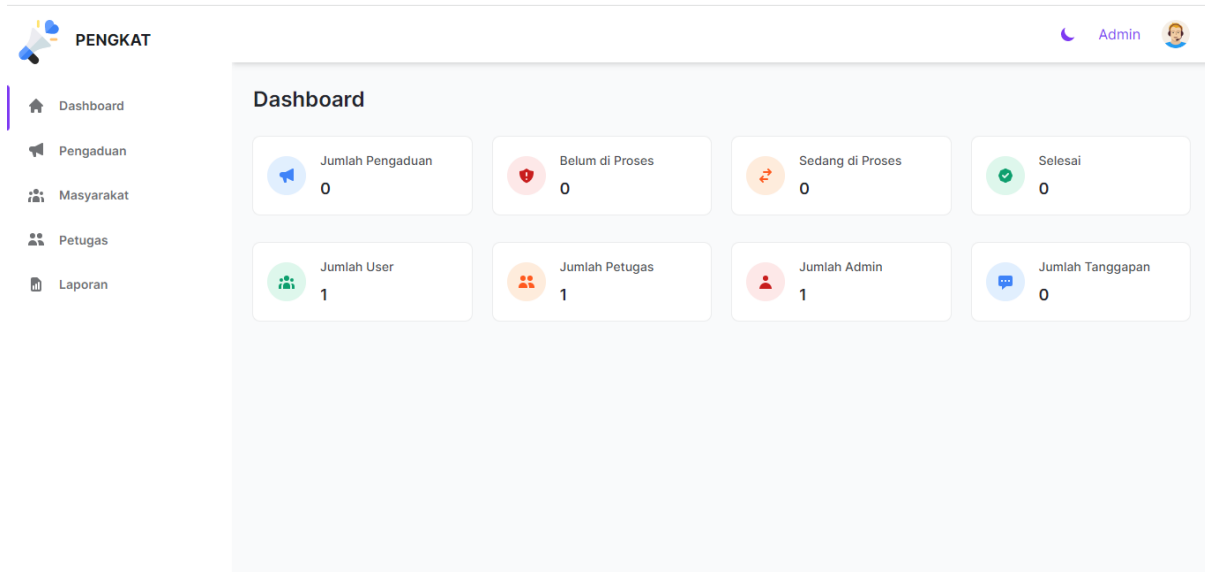 PENGKAT
Admin
Dashboard
Pengaduan
Masyarakat
Petugas
Laporan
Dashboard
Jumlah Pengaduan
0
Belum di Proses
0
Sedang di Proses
0
Selesai
0
Jumlah User
1
Jumlah Petugas
1
Jumlah Admin
1
Jumlah Tanggapan
0